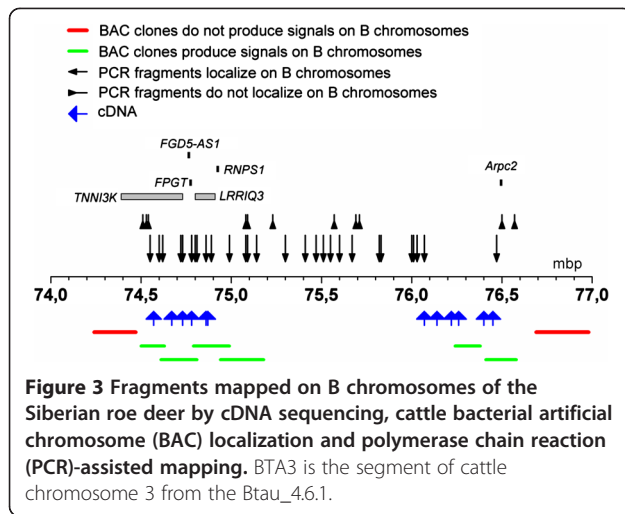 BAC clones do not produce signals on B chromosomes
BAC clones produce signals on B chromosomes
PCR fragments localize on B chromosomes
PCR fragments do not localize on B chromosomes
cDNA
FGD5-AS1
FPGT RNPS1 Arpc2
TNNI3K LRRIQ3
mbp
74,0 74,5 75,0 75,5 76,0 76,5 77,0
Figure 3 Fragments mapped on B chromosomes of the
Siberian roe deer by cDNA sequencing, cattle bacterial artificial
chromosome (BAC) localization and polymerase chain reaction
(PCR)-assisted mapping. BTA3 is the segment of cattle
chromosome 3 from the Btau_4.6.1.